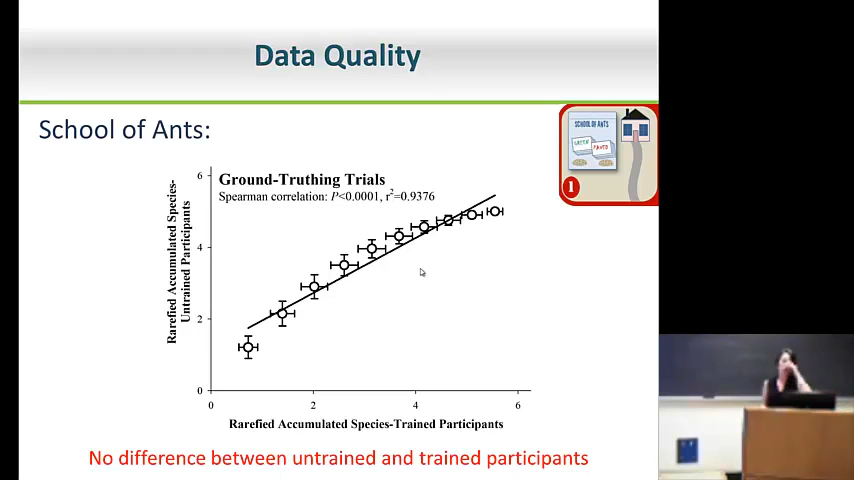 Data Quality
School of Ants:
SCHOOL OF ANTS
GREEN
1
Ground-Truthing Trials
Spearman correlation: P<0.0001, r²=0.9376
Rarefied Accumulated Species-
Untrained Participants
6
4
2
0
0 2 4 6
Rarefied Accumulated Species-Trained Participants
No difference between untrained and trained participants